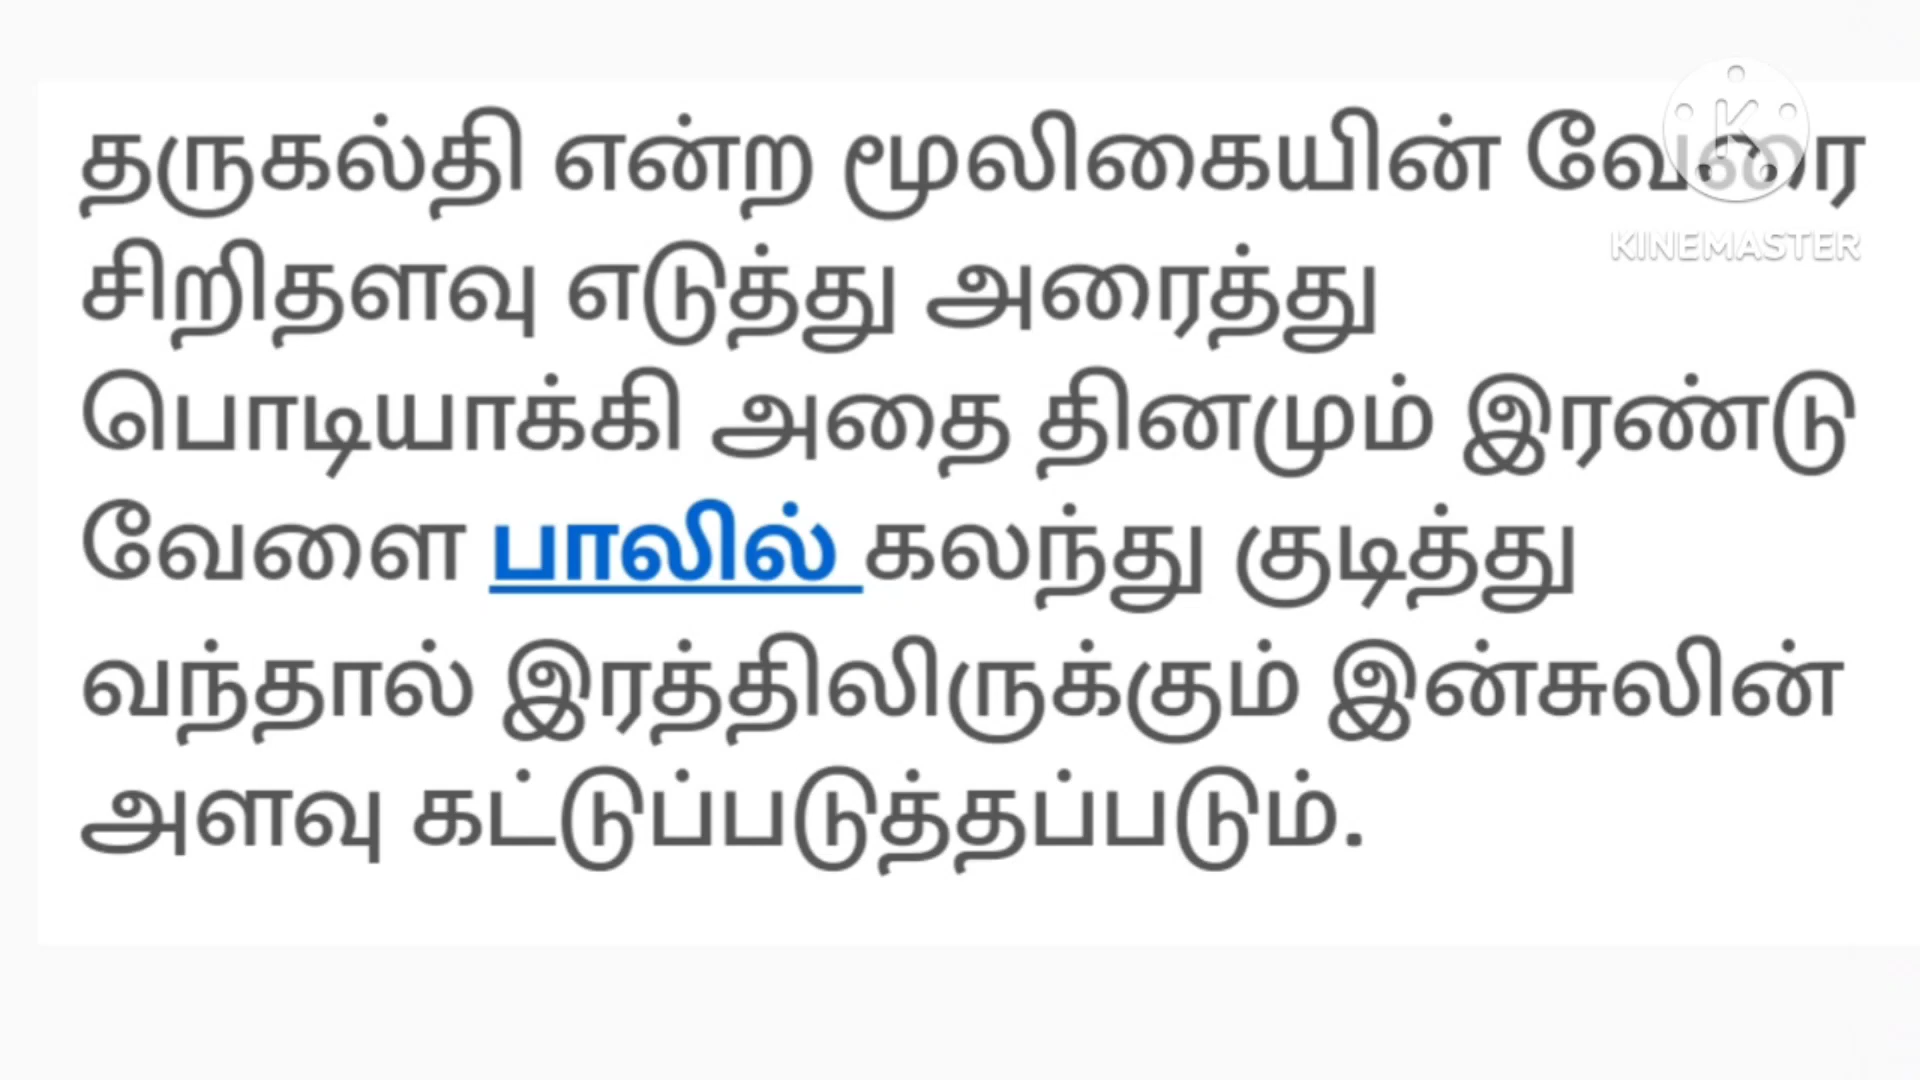 தருகல்தி என்ற மூலிகையின் வேரை
சிறிதளவு எடுத்து அரைத்து
பொடியாக்கி அதை தினமும் இரண்டு
வேளை பாலில் கலந்து குடித்து
வந்தால் இரத்திலிருக்கும் இன்சுலின்
அளவு கட்டுப்படுத்தப்படும்.
KINEMASTER